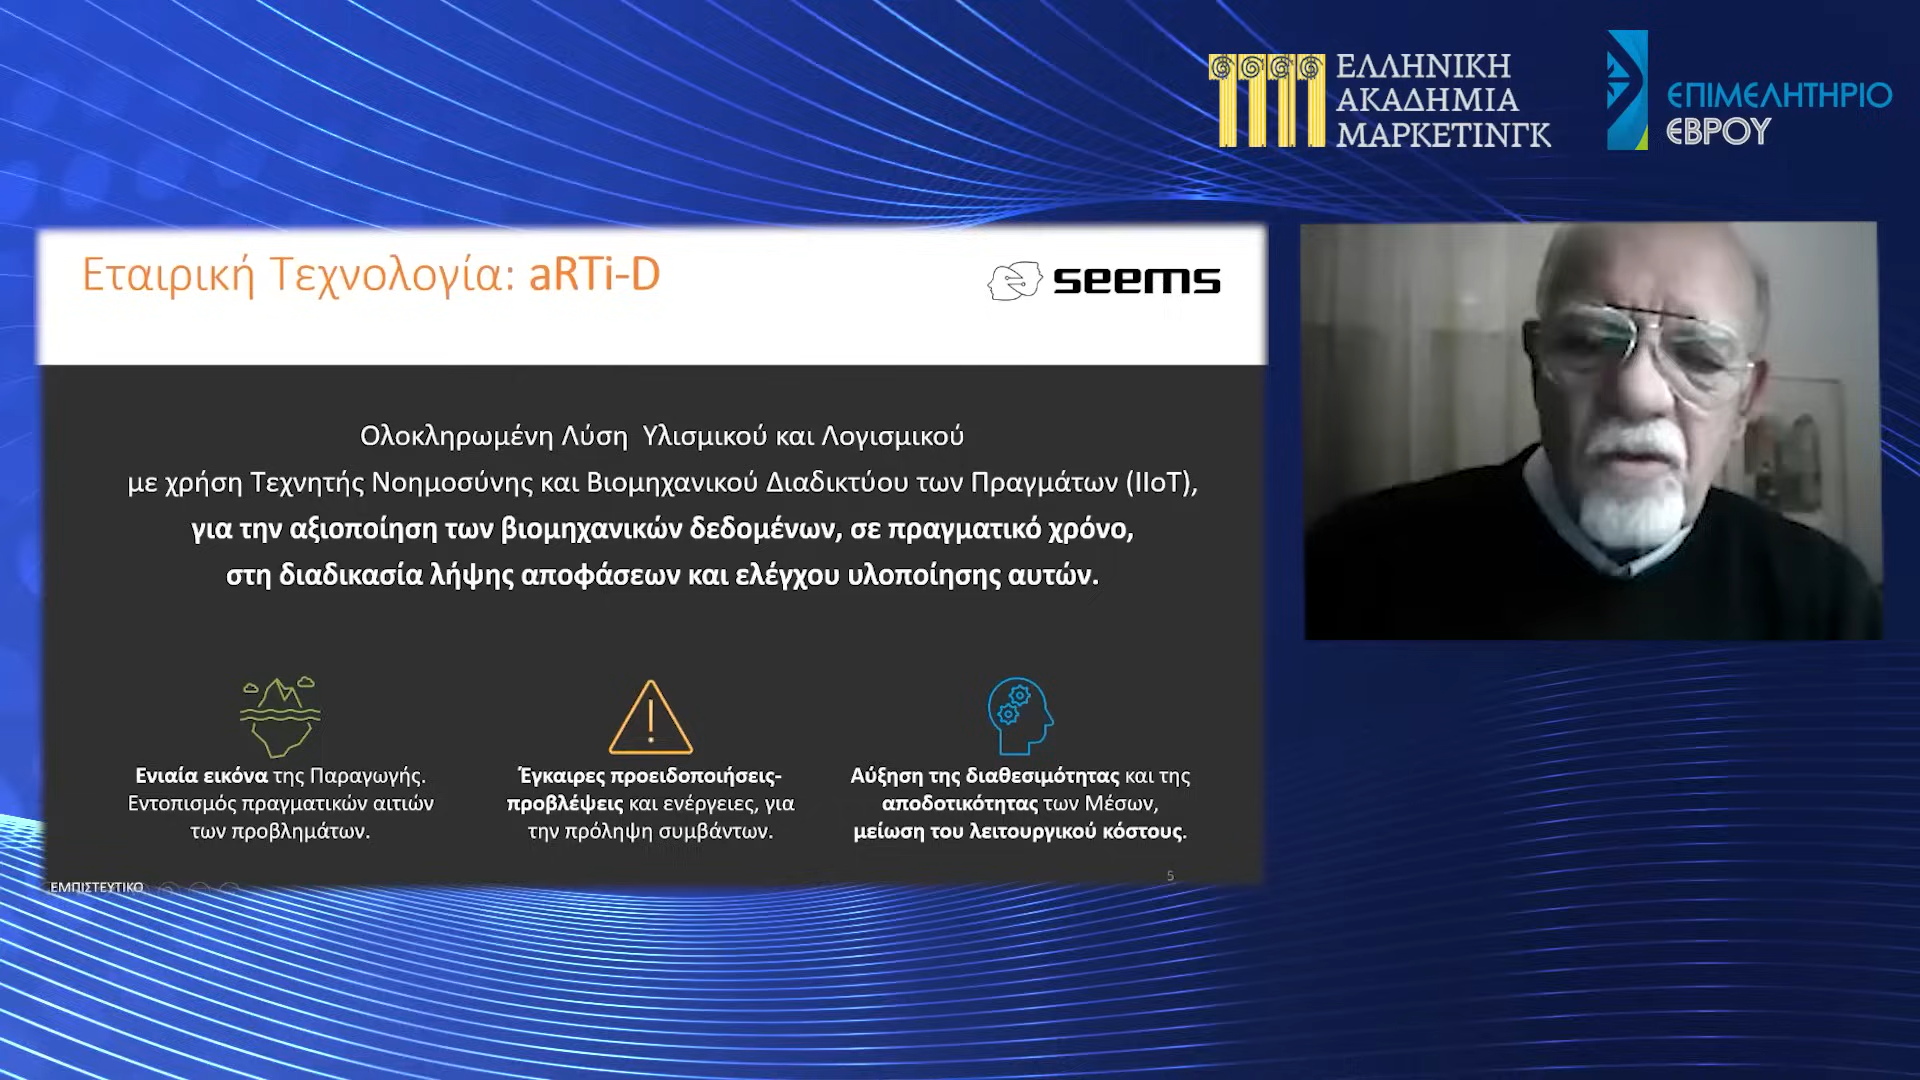 ΕΛΛΗΝΙΚΗ
ΑΚΑΔΗΜΙΑ
ΜΑΡΚΕΤΙΝΓΚ
ΕΠΙΜΕΛΗΤΗΡΙΟ
ΕΒΡΟΥ
Εταιρική Τεχνολογία: aRTi-D
seems
Ολοκληρωμένη Λύση Υλισμικού και Λογισμικού
με χρήση Τεχνητής Νοημοσύνης και Βιομηχανικού Διαδικτύου των Πραγμάτων (IIoT),
για την αξιοποίηση των βιομηχανικών δεδομένων, σε πραγματικό χρόνο,
στη διαδικασία λήψης αποφάσεων και ελέγχου υλοποίησης αυτών.
Ενιαία εικόνα της Παραγωγής.
Εντοπισμός πραγματικών αιτιών
των προβλημάτων.
Έγκαιρες προειδοποιήσεις-
προβλέψεις και ενέργειες, για
την πρόληψη συμβάντων.
Αύξηση της διαθεσιμότητας και της
αποδοτικότητας των Μέσων,
μείωση του λειτουργικού κόστους.
ΕΜΠΙΣΤΕΥΤΙΚΟ
5